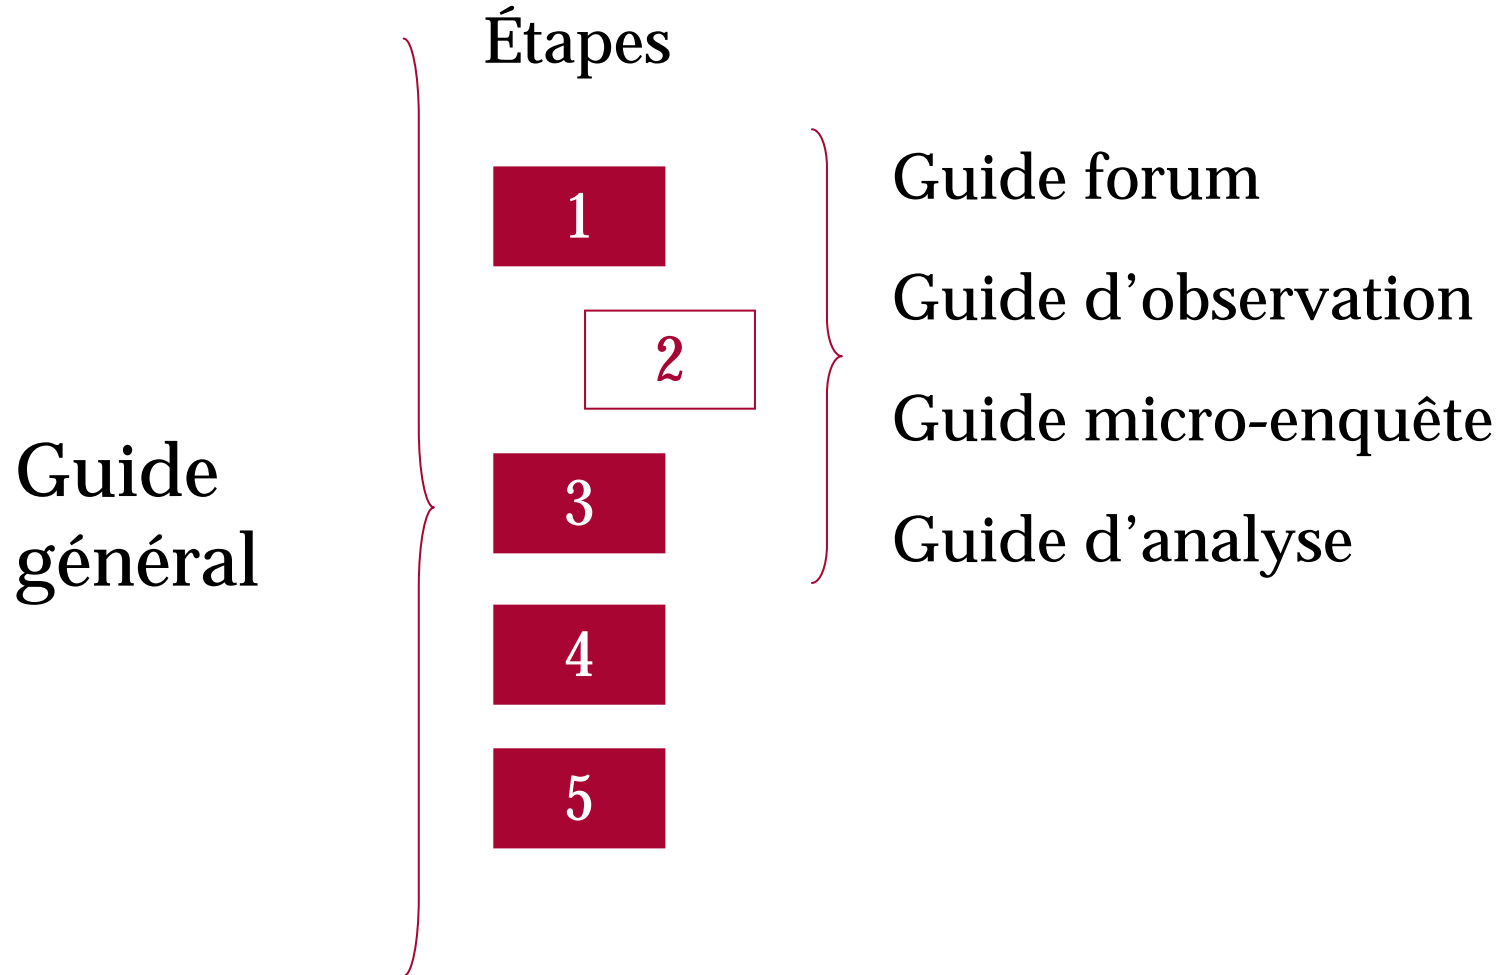 Étapes
Guide
général
1
2
3
4
5
Guide forum
Guide d’observation
Guide micro-enquête
Guide d’analyse